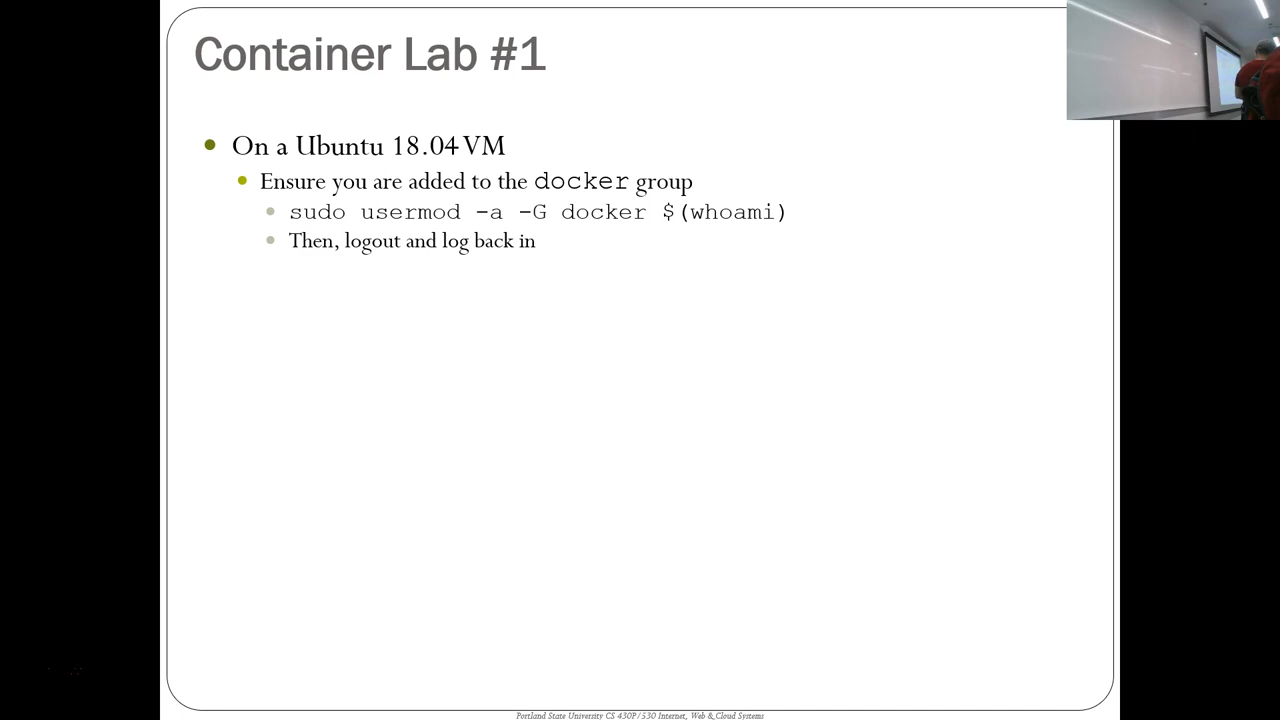 Container Lab #1
On a Ubuntu 18.04 VM
Ensure you are added to the docker group
sudo usermod -a -G docker $(whoami)
Then, logout and log back in
Portland State University CS 430P/530 Internet, Web & Cloud Systems